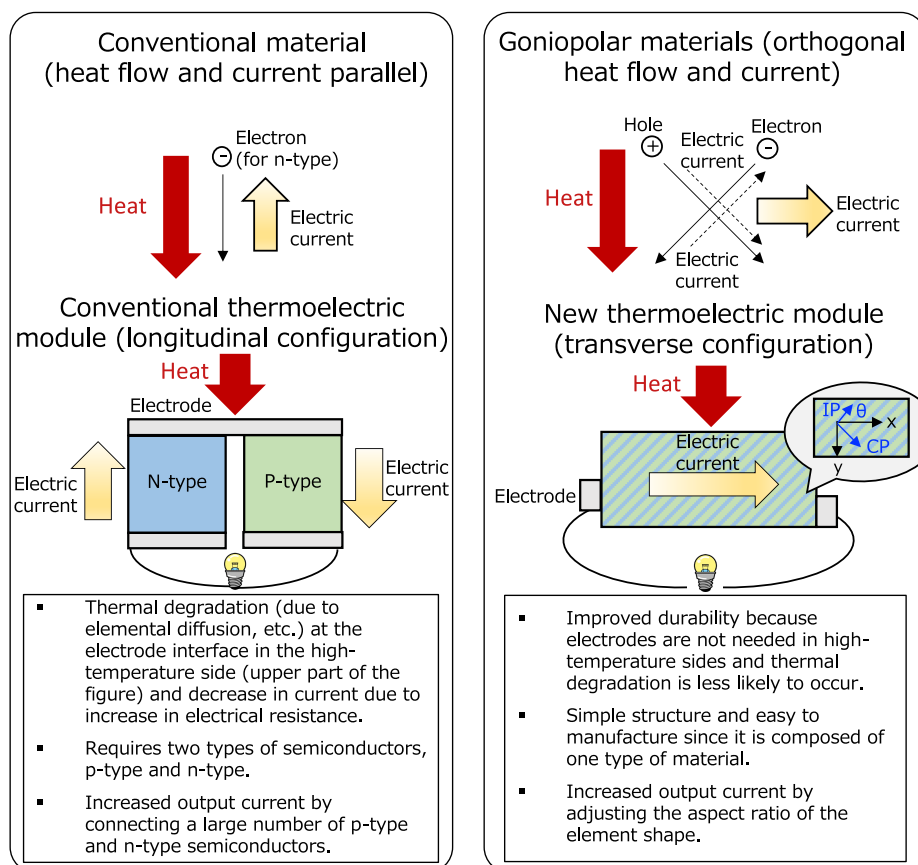 Conventional material
(heat flow and current parallel)
Electron
(for n-type)
Heat
Electric
current
Conventional thermoelectric
module (longitudinal configuration)
Heat
Electrode
N-type
P-type
Electric
current
Electric
current
▪ Thermal degradation (due to
elemental diffusion, etc.) at the
electrode interface in the high-
temperature side (upper part of the
figure) and decrease in current due to
increase in electrical resistance.
▪ Requires two types of semiconductors,
p-type and n-type.
▪ Increased output current by
connecting a large number of p-type
and n-type semiconductors.
Goniopolar materials (orthogonal
heat flow and current)
Hole
+
Electric
current
Electron
−
Heat
Electric
current
Electric
current
New thermoelectric module
(transverse configuration)
Heat
Electric
current
Electrode
IP
θ
x
CP
y
▪ Improved durability because
electrodes are not needed in high-
temperature sides and thermal
degradation is less likely to occur.
▪ Simple structure and easy to
manufacture since it is composed of
one type of material.
▪ Increased output current by
adjusting the aspect ratio of the
element shape.